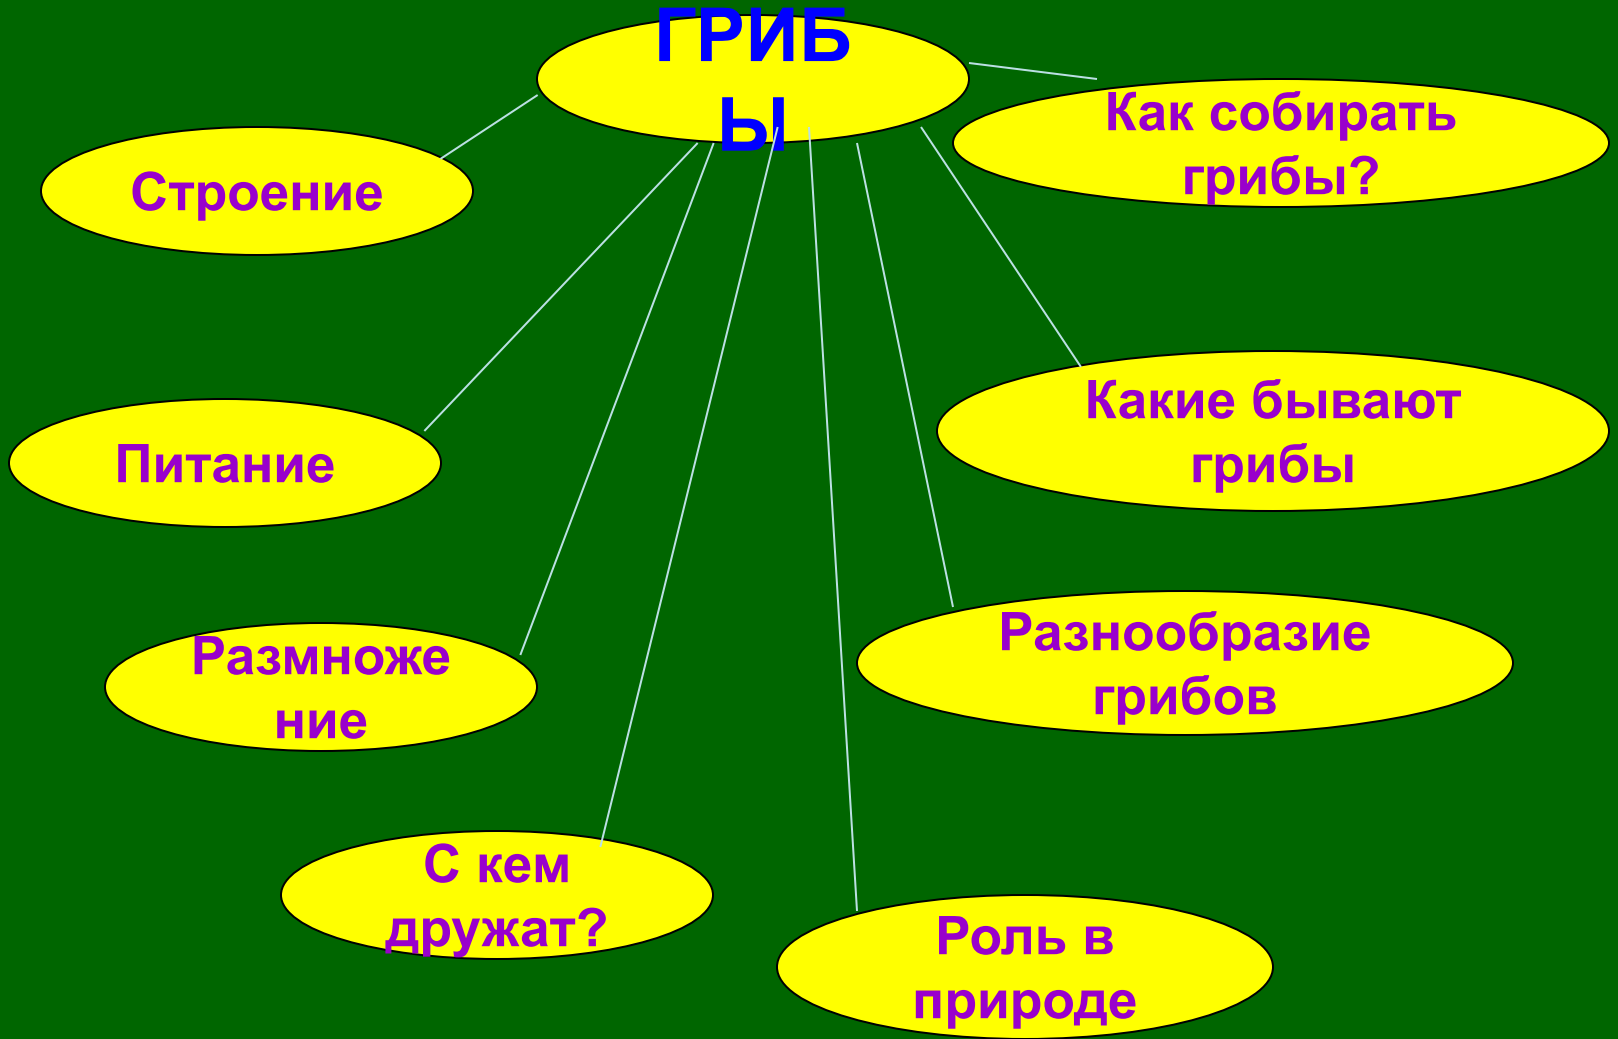 ГРИБ
Ы
Как собирать
грибы?
Строение
Какие бывают
грибы
Питание
Разнообразие
грибов
Размноже
ние
С кем
дружат?
Роль в
природе